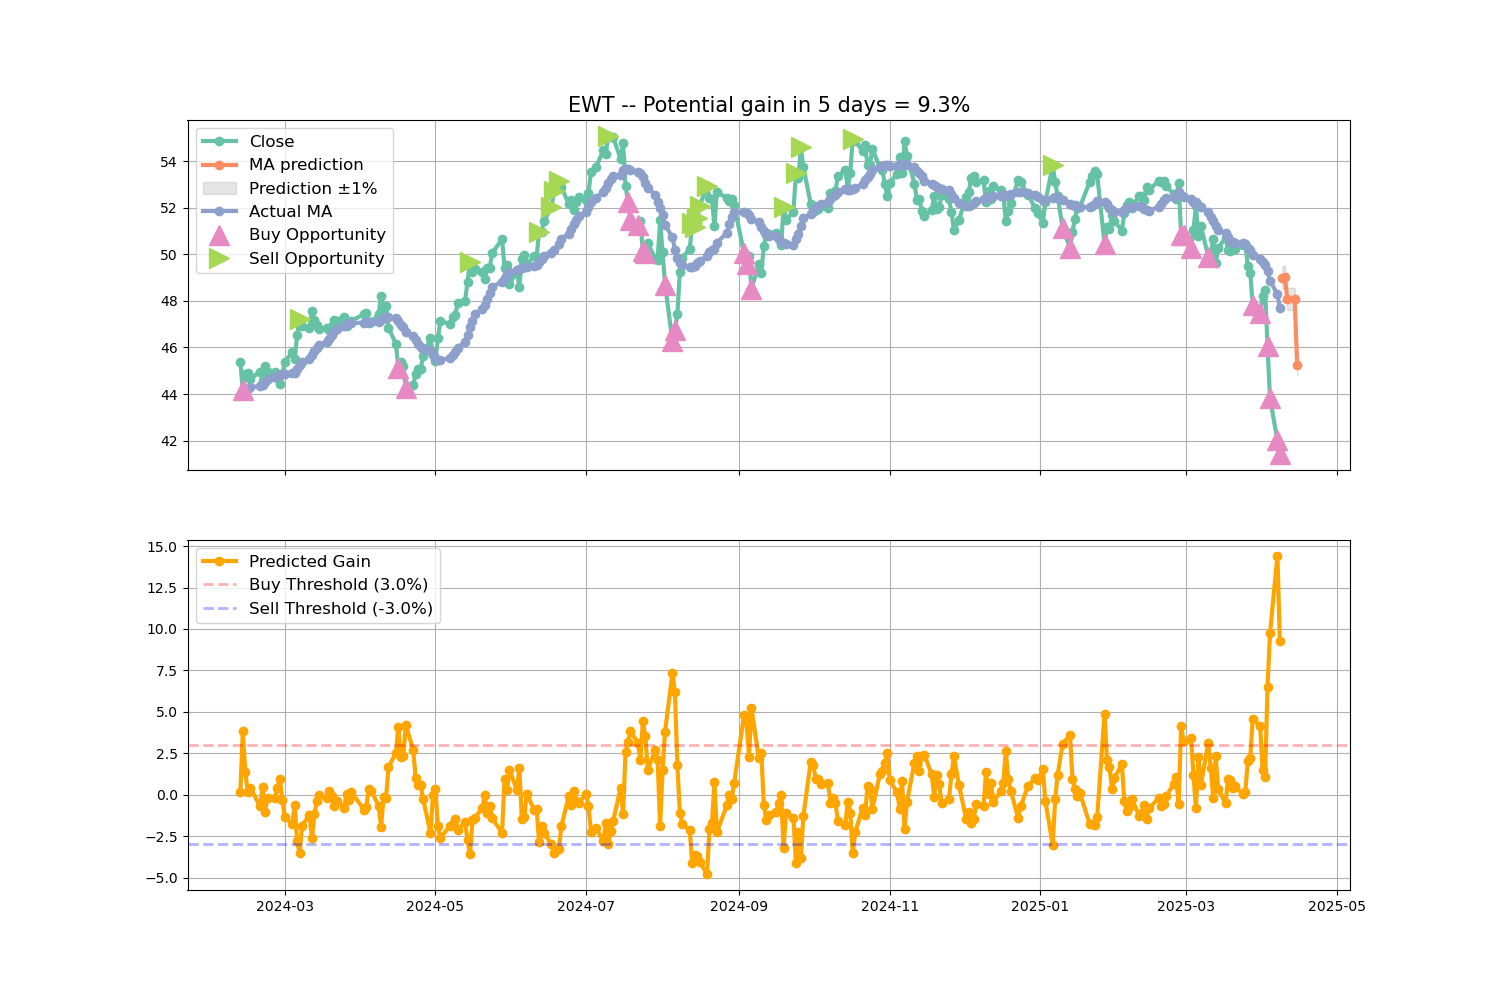 EWT -- Potential gain in 5 days = 9.3%
Close
MA prediction
Prediction ±1%
Actual MA
Buy Opportunity
Sell Opportunity
54
52
50
48
46
44
42
Predicted Gain
Buy Threshold (3.0%)
Sell Threshold (-3.0%)
15.0
12.5
10.0
7.5
5.0
2.5
0.0
−2.5
−5.0
2024-03 2024-05 2024-07 2024-09 2024-11 2025-01 2025-03 2025-05